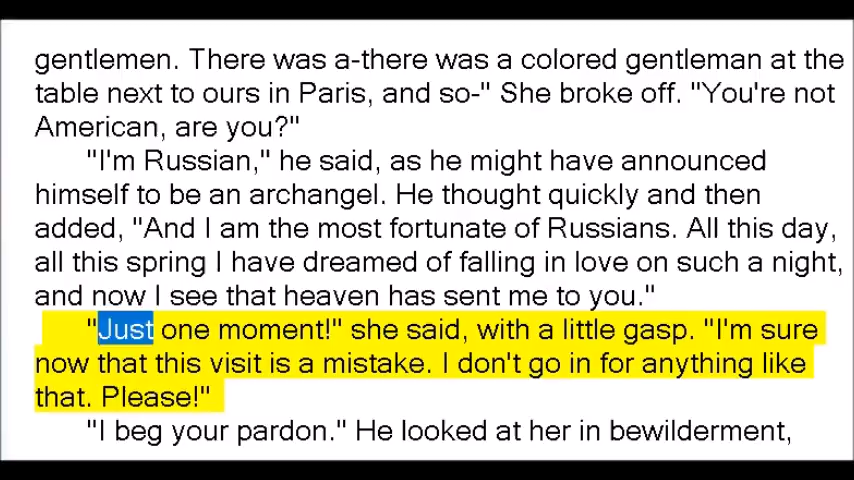 gentlemen. There was a-there was a colored gentleman at the
table next to ours in Paris, and so-" She broke off. "You're not
American, are you?"
"I'm Russian," he said, as he might have announced
himself to be an archangel. He thought quickly and then
added, "And I am the most fortunate of Russians. All this day,
all this spring I have dreamed of falling in love on such a night,
and now I see that heaven has sent me to you."
"Just one moment!" she said, with a little gasp. "I'm sure
now that this visit is a mistake. I don't go in for anything like
that. Please!"
"I beg your pardon." He looked at her in bewilderment,